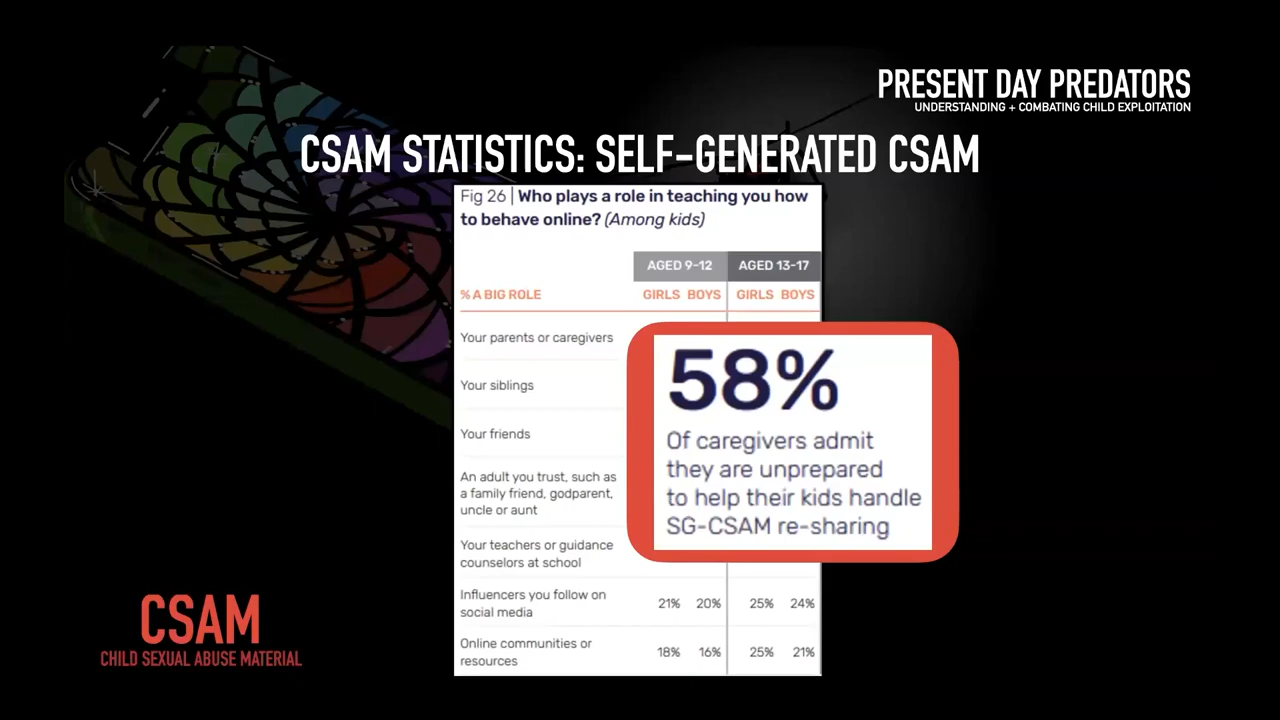 PRESENT DAY PREDATORS
UNDERSTANDING + COMBATING CHILD EXPLOITATION
CSAM STATISTICS: SELF-GENERATED CSAM
Fig 26 | Who plays a role in teaching you how
to behave online? (Among kids)
AGED 9-12 AGED 13-17
% A BIG ROLE GIRLS BOYS GIRLS BOYS
Your parents or caregivers
Your siblings
Your friends
An adult you trust, such as
a family friend, godparent,
uncle or aunt
Your teachers or guidance
counselors at school
Influencers you follow on
social media
21% 20% 25% 24%
Online communities or
resources
18% 16% 25% 21%
58%
Of caregivers admit
they are unprepared
to help their kids handle
SG-CSAM re-sharing
CSAM
CHILD SEXUAL ABUSE MATERIAL